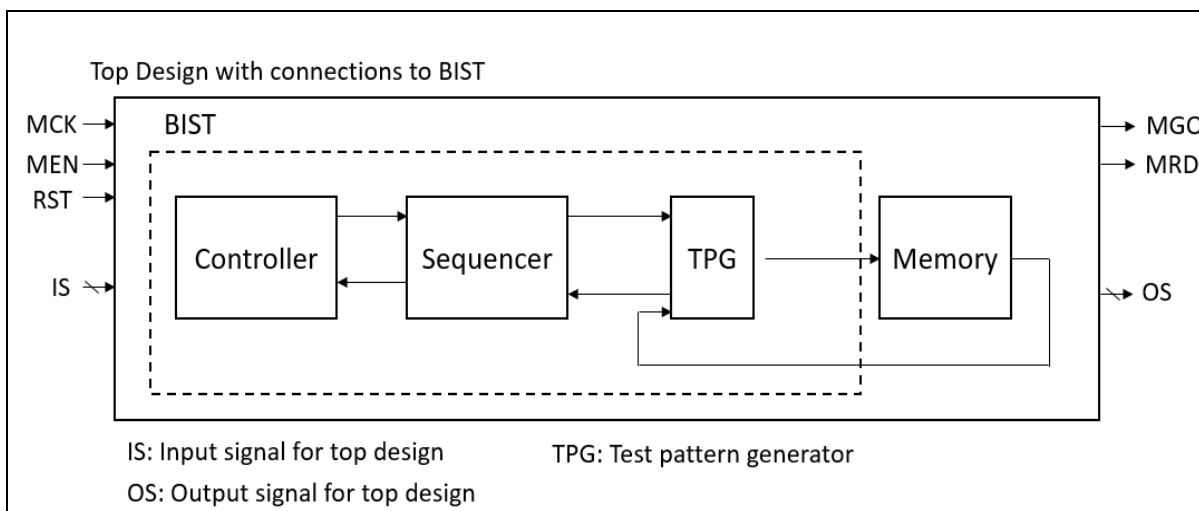 Top Design with connections to BIST
MCK
MEN
RST
IS
BIST
Controller
Sequencer
TPG
Memory
MGO
MRD
OS
IS: Input signal for top design
TPG: Test pattern generator
OS: Output signal for top design